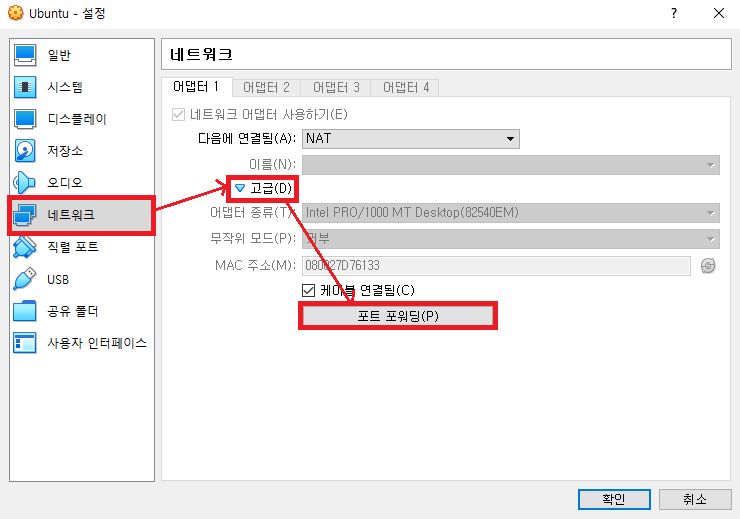 Ubuntu - 설정
?
일반
시스템
디스플레이
저장소
오디오
네트워크
직렬 포트
USB
공유 폴더
사용자 인터페이스
네트워크
어댑터 1 어댑터 2 어댑터 3 어댑터 4
네트워크 어댑터 사용하기(E)
다음에 연결됨(A): NAT
이름(N):
고급(D)
어댑터 종류(T): Intel PRO/1000 MT Desktop(82540EM)
무작위 모드(P): 거부
MAC 주소(M): 080027D76133
케이블 연결됨(C)
포트 포워딩(P)
확인 취소